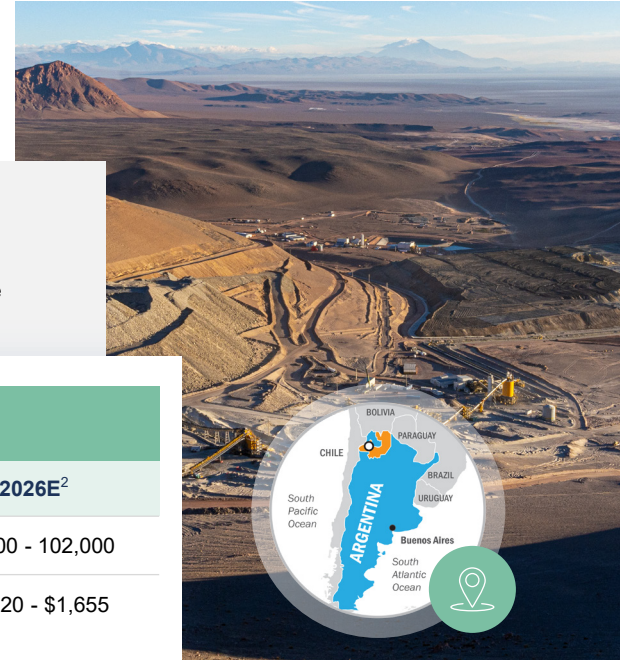 2026E2
00 - 102,000
20 - $1,655
BOLIVIA
PARAGUAY
CHILE
BRAZIL
URUGUAY
South
Pacific
Ocean
ARGENTINA
Buenos Aires
South
Atlantic
Ocean